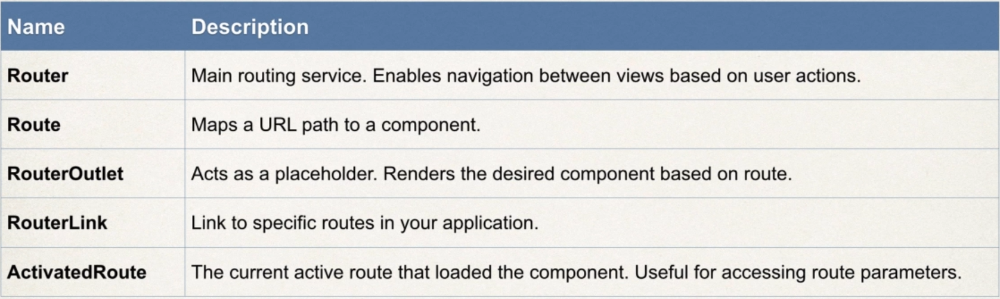 Name Description
Router Main routing service. Enables navigation between views based on user actions.
Route Maps a URL path to a component.
RouterOutlet Acts as a placeholder. Renders the desired component based on route.
RouterLink Link to specific routes in your application.
ActivatedRoute The current active route that loaded the component. Useful for accessing route parameters.